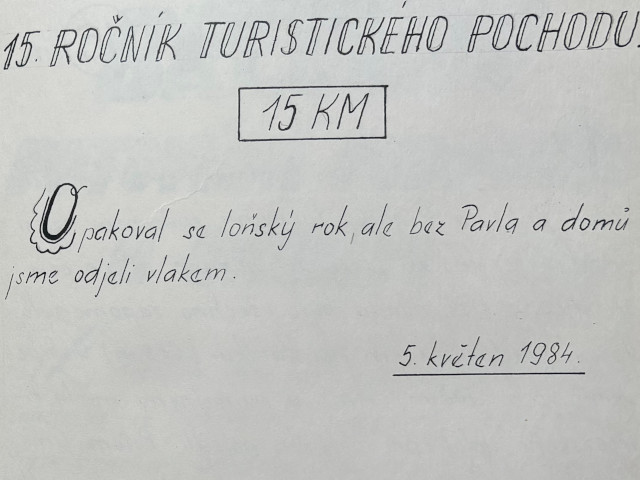 15. ROČNÍK TURISTICKÉHO POCHODU.
15 KM
Opakoval se loňský rok, ale bez Pavla a domů
jsme odjeli vlakem.
5. květen 1984.